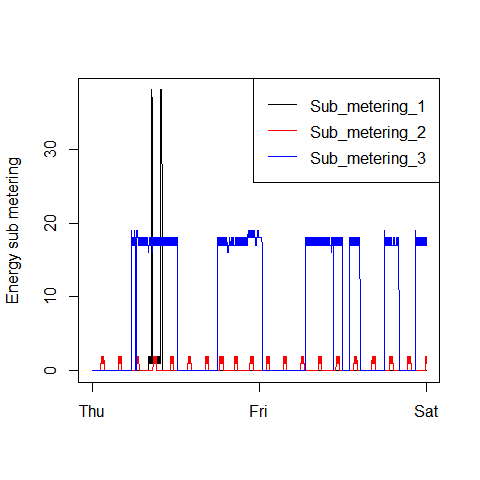 Sub_metering_1
Sub_metering_2
Sub_metering_3
Energy sub metering
30
20
10
0
Thu Fri Sat